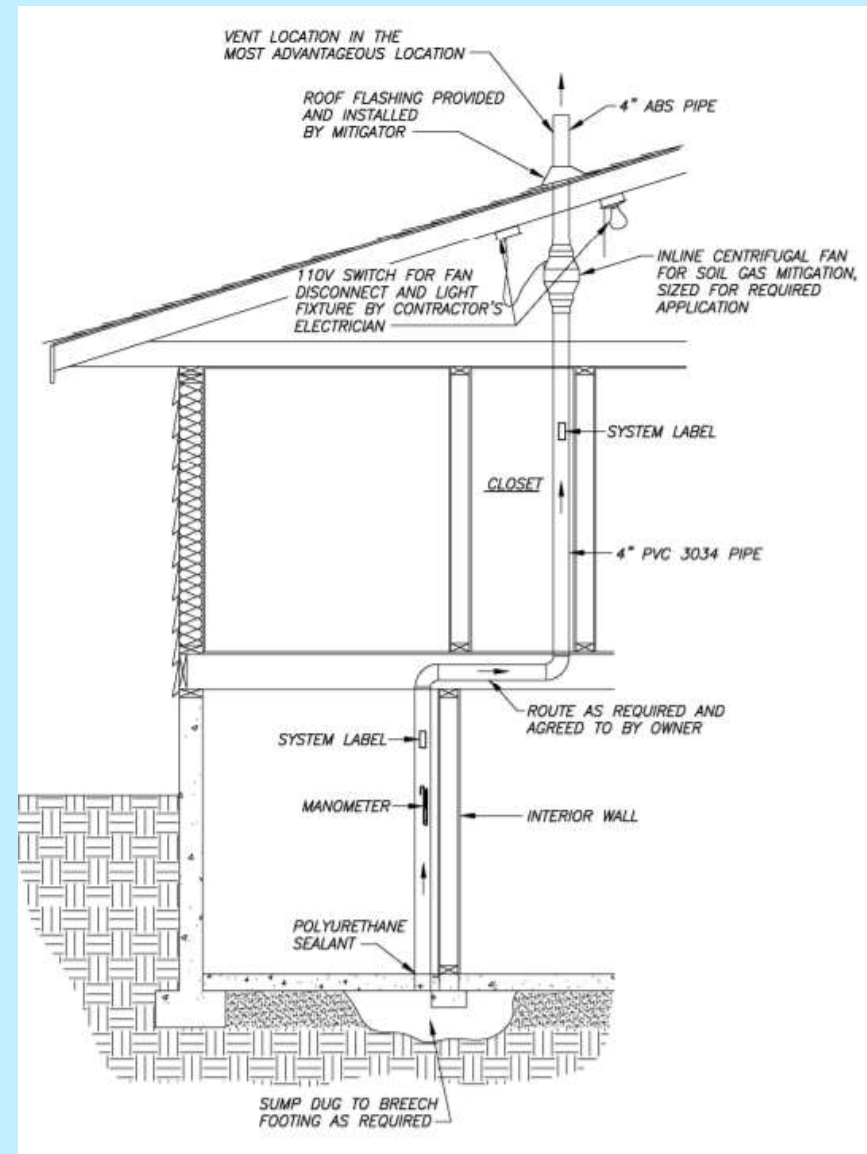 VENT LOCATION IN THE
MOST ADVANTAGEOUS LOCATION
ROOF FLASHING PROVIDED
AND INSTALLED
BY MITIGATOR
4" ABS PIPE
110V SWITCH FOR FAN
DISCONNECT AND LIGHT
FIXTURE BY CONTRACTOR'S
ELECTRICIAN
INLINE CENTRIFUGAL FAN
FOR SOIL GAS MITIGATION,
SIZED FOR REQUIRED
APPLICATION
SYSTEM LABEL
CLOSET
4" PVC 3034 PIPE
ROUTE AS REQUIRED AND
AGREED TO BY OWNER
SYSTEM LABEL
MANOMETER
INTERIOR WALL
POLYURETHANE
SEALANT
SUMP DUG TO BREECH
FOOTING AS REQUIRED